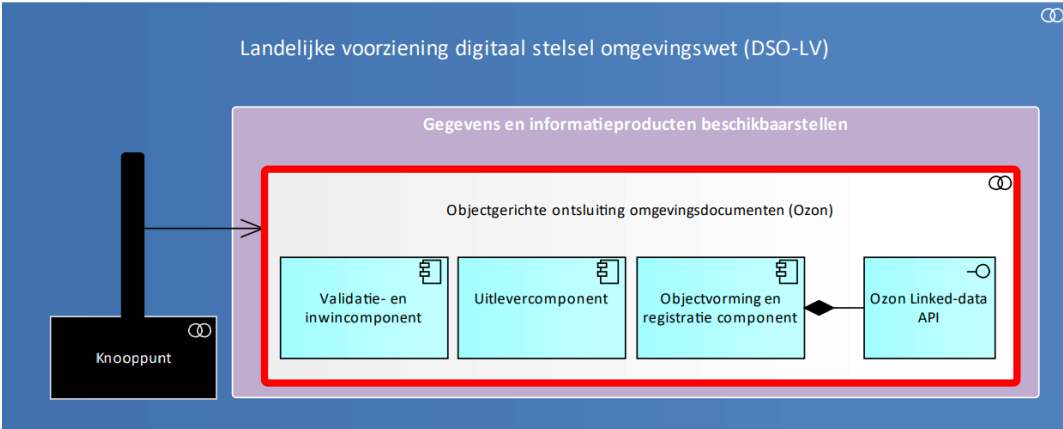 Landelijke voorziening digitaal stelsel omgevingswet (DSO-LV)
Gegevens en informatieproducten beschikbaarstellen
Objectgerichte ontsluiting omgevingsdocumenten (Ozon)
Validatie- en
inwincomponent
Uitlevercomponent
Objectvorming en
registratie component
Ozon Linked-data
API
Knooppunt